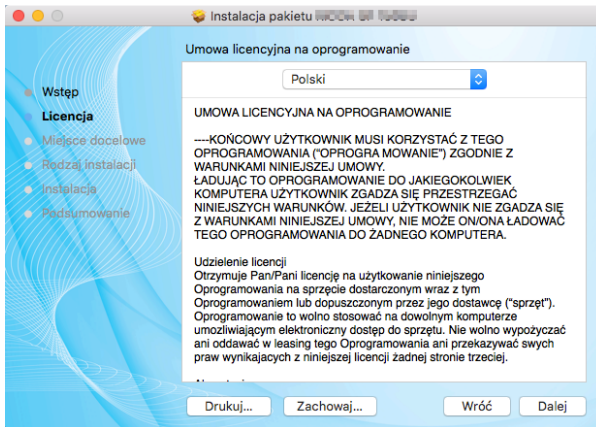 Instalacja pakietu
Umowa licencyjna na oprogramowanie
Wstęp
Licencja
Miejsce docelowe
Rodzaj instalacji
Instalacja
Podsumowanie
Polski
UMOWA LICENCYJNA NA OPROGRAMOWANIE
----KOŃCOWY UŻYTKOWNIK MUSI KORZYSTAĆ Z TEGO
OPROGRAMOWANIA (“OPROGRA MOWANIE”) ZGODNIE Z
WARUNKAMI NINIEJSZEJ UMOWY.
ŁADUJĄC TO OPROGRAMOWANIE DO JAKIEGOKOLWIEK
KOMPUTERA UŻYTKOWNIK ZGADZA SIĘ PRZESTRZEGAĆ
NINIEJSZYCH WARUNKÓW. JEŻELI UŻYTKOWNIK NIE ZGADZA SIĘ
Z WARUNKAMI NINIEJSZEJ UMOWY, NIE MOŻE ON/ONA ŁADOWAĆ
TEGO OPROGRAMOWANIA DO ŻADNEGO KOMPUTERA.
Udzielenie licencji
Otrzymuje Pan/Pani licencję na użytkowanie niniejszego
Oprogramowania na sprzęcie dostarczonym wraz z tym
Oprogramowaniem lub dopuszczonym przez jego dostawcę (“sprzęt”).
Oprogramowanie to wolno stosować na dowolnym komputerze
umozliwiającym elektroniczny dostęp do sprzętu. Nie wolno wypożyczać
ani oddawać w leasing tego Oprogramowania ani przekazywać swych
praw wynikajacych z niniejszej licencji żadnej stronie trzeciej.
Drukuj...
Zachowaj...
Wróć
Dalej